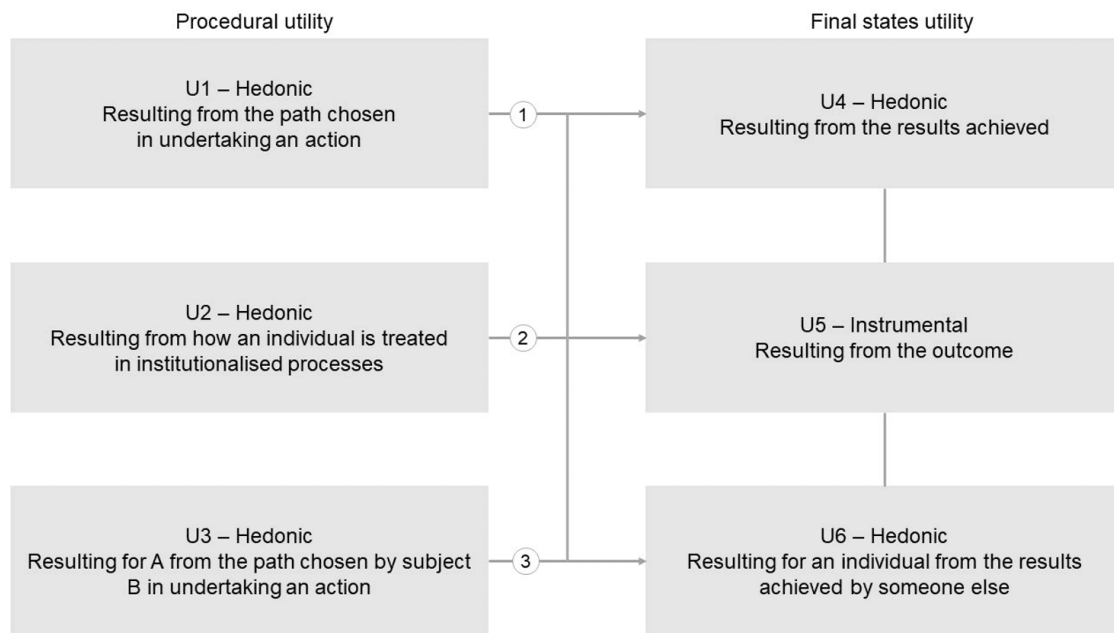 Procedural utility
Final states utility
U1 – Hedonic
Resulting from the path chosen
in undertaking an action
1
U4 – Hedonic
Resulting from the results achieved
U2 – Hedonic
Resulting from how an individual is treated
in institutionalised processes
2
U5 – Instrumental
Resulting from the outcome
U3 – Hedonic
Resulting for A from the path chosen by subject
B in undertaking an action
3
U6 – Hedonic
Resulting for an individual from the results
achieved by someone else